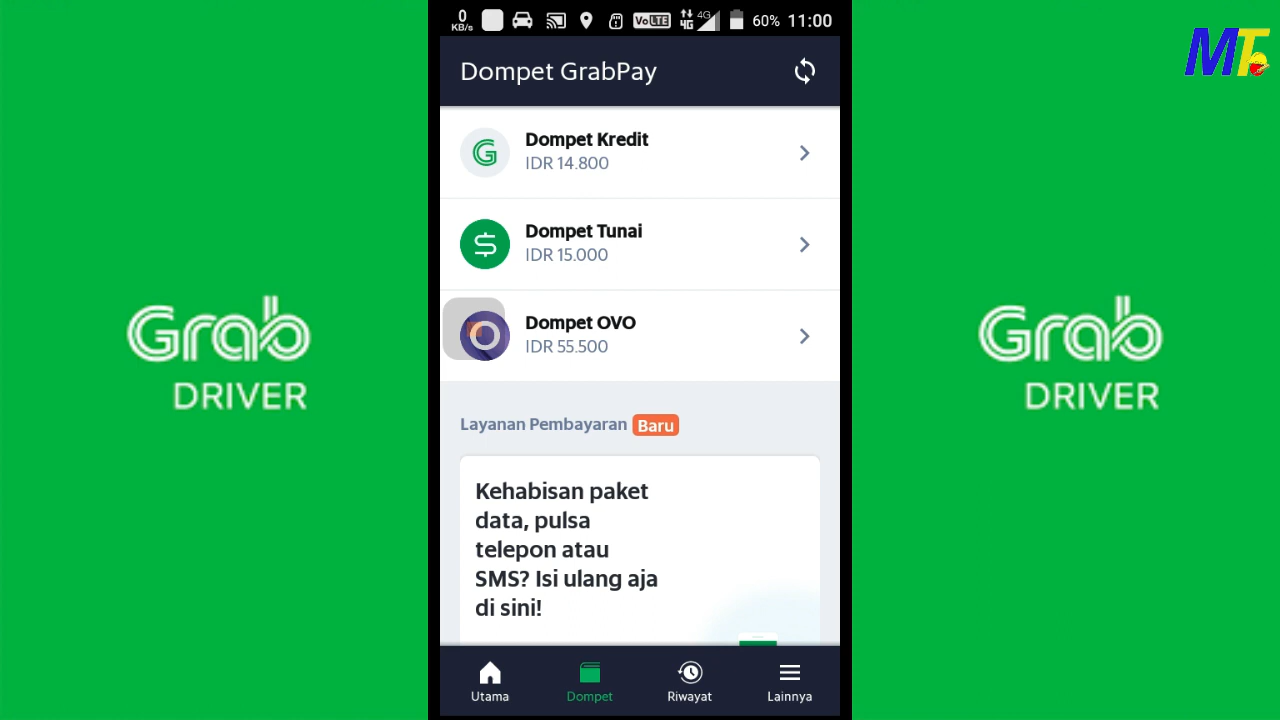 0
KB/s
VoLTE
4G
4G
60%
11:00
MT
Dompet GrabPay
Dompet Kredit
IDR 14.800
Dompet Tunai
IDR 15.000
Dompet OVO
IDR 55.500
Layanan Pembayaran Baru
Kehabisan paket
data, pulsa
telepon atau
SMS? Isi ulang aja
di sini!
Utama
Dompet
Riwayat
Lainnya
Grab
DRIVER
Grab
DRIVER